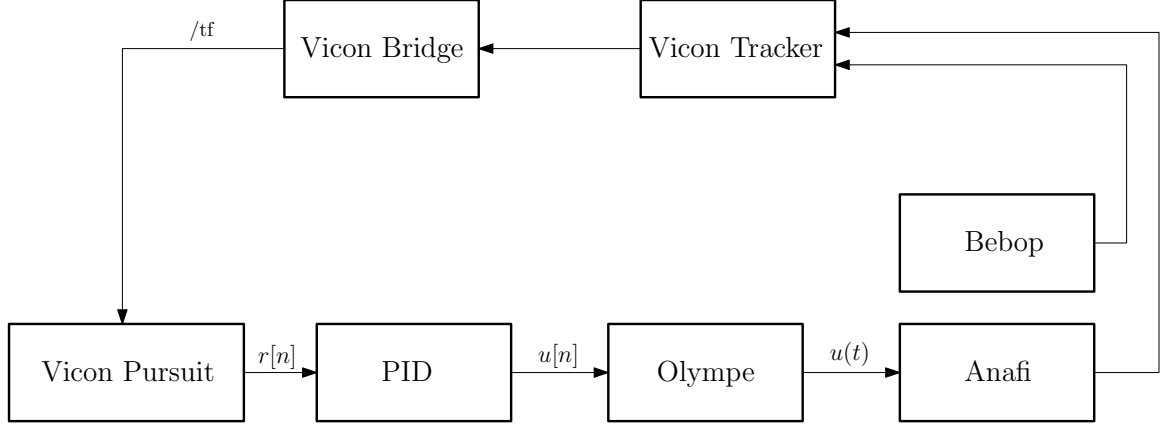 /tf
Vicon Bridge
Vicon Tracker
Bebop
Vicon Pursuit
r[n]
PID
u[n]
Olympe
u(t)
Anafi